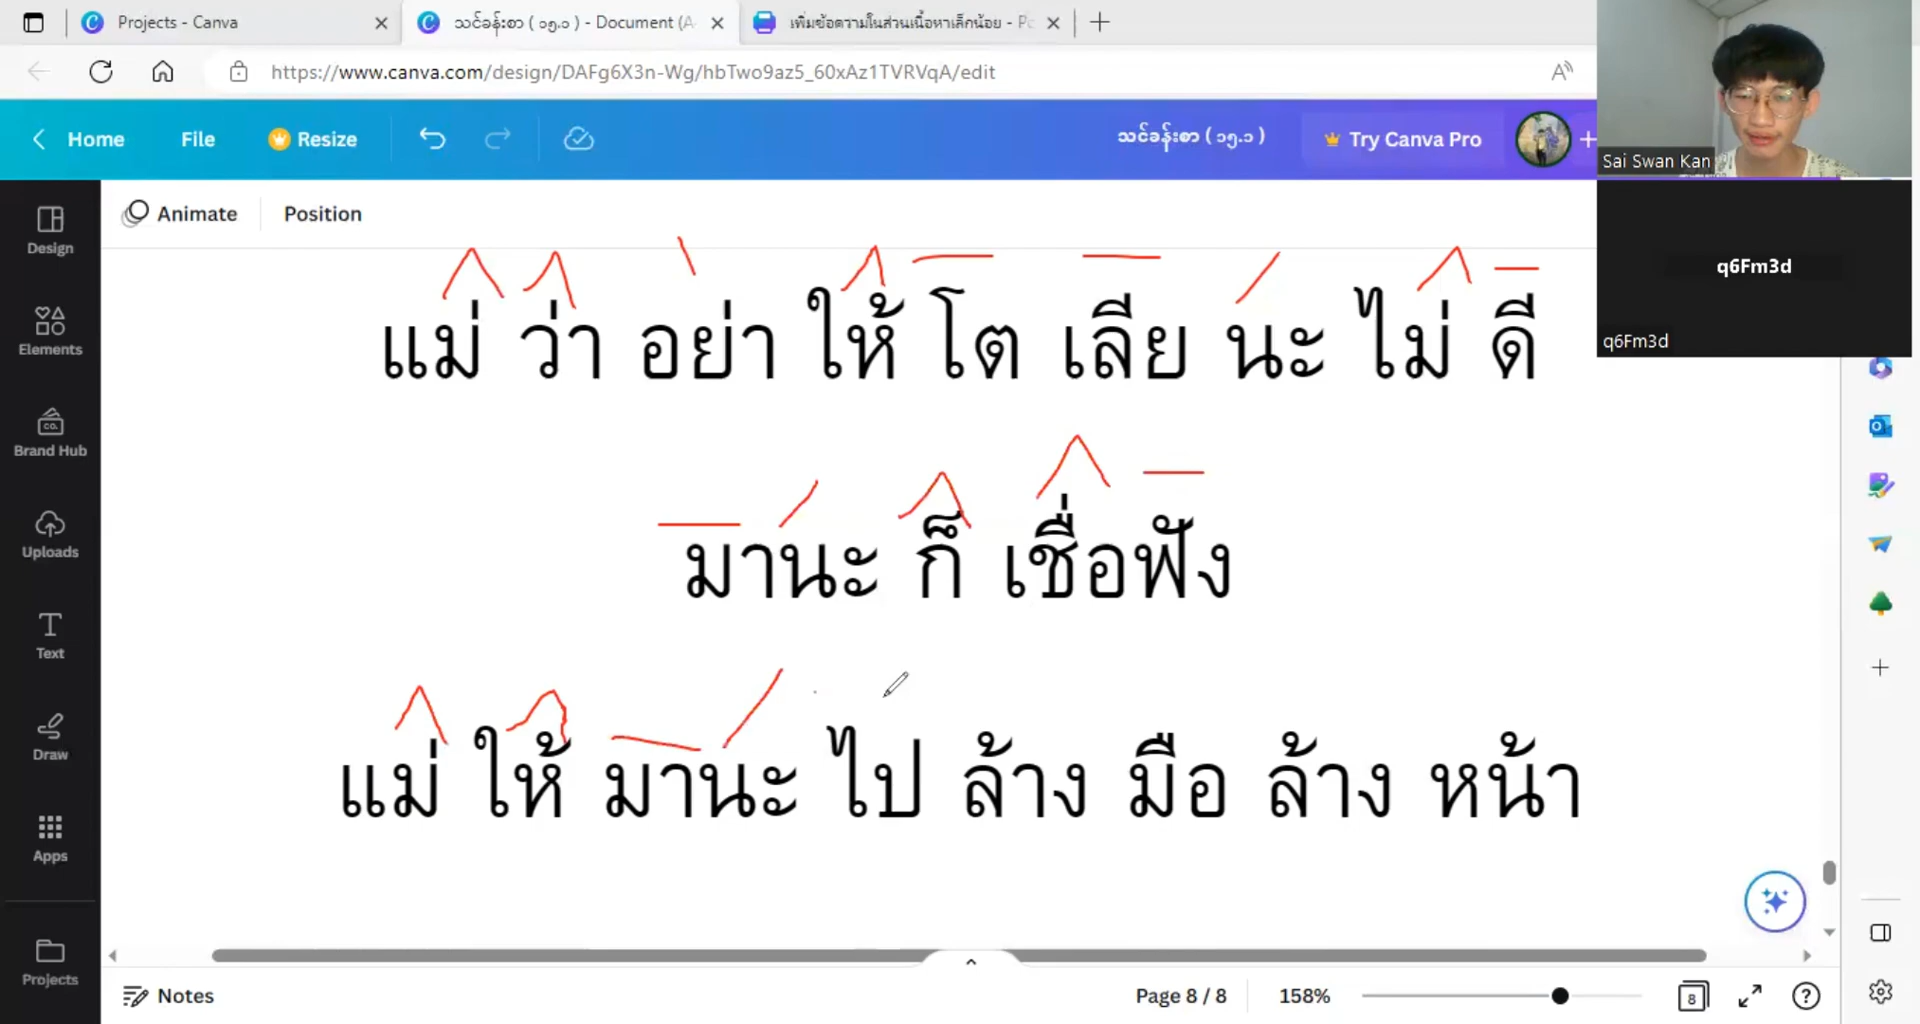 Projects - Canva
သင်ခန်းစာ ( ၁၅.၁ ) - Document (A
เพิ่มข้อความในส่วนเนื้อหาเล็กน้อย - Po
https://www.canva.com/design/DAFg6X3n-Wg/hbTwo9az5_60xAz1TVRVqA/edit
Home
File
Resize
သင်ခန်းစာ ( ၁၅.၁ )
Try Canva Pro
Sai Swan Kan
Animate
Position
q6Fm3d
q6Fm3d
Design
Elements
Brand Hub
Uploads
Text
Draw
Apps
Projects
แม่ ว่า อย่า ให้ โต เลีย นะ ไม่ ดี
มานะ ก็ เชื่อฟัง
แม่ ให้ มานะ ไป ล้าง มือ ล้าง หน้า
Notes
Page 8 / 8
158%
8